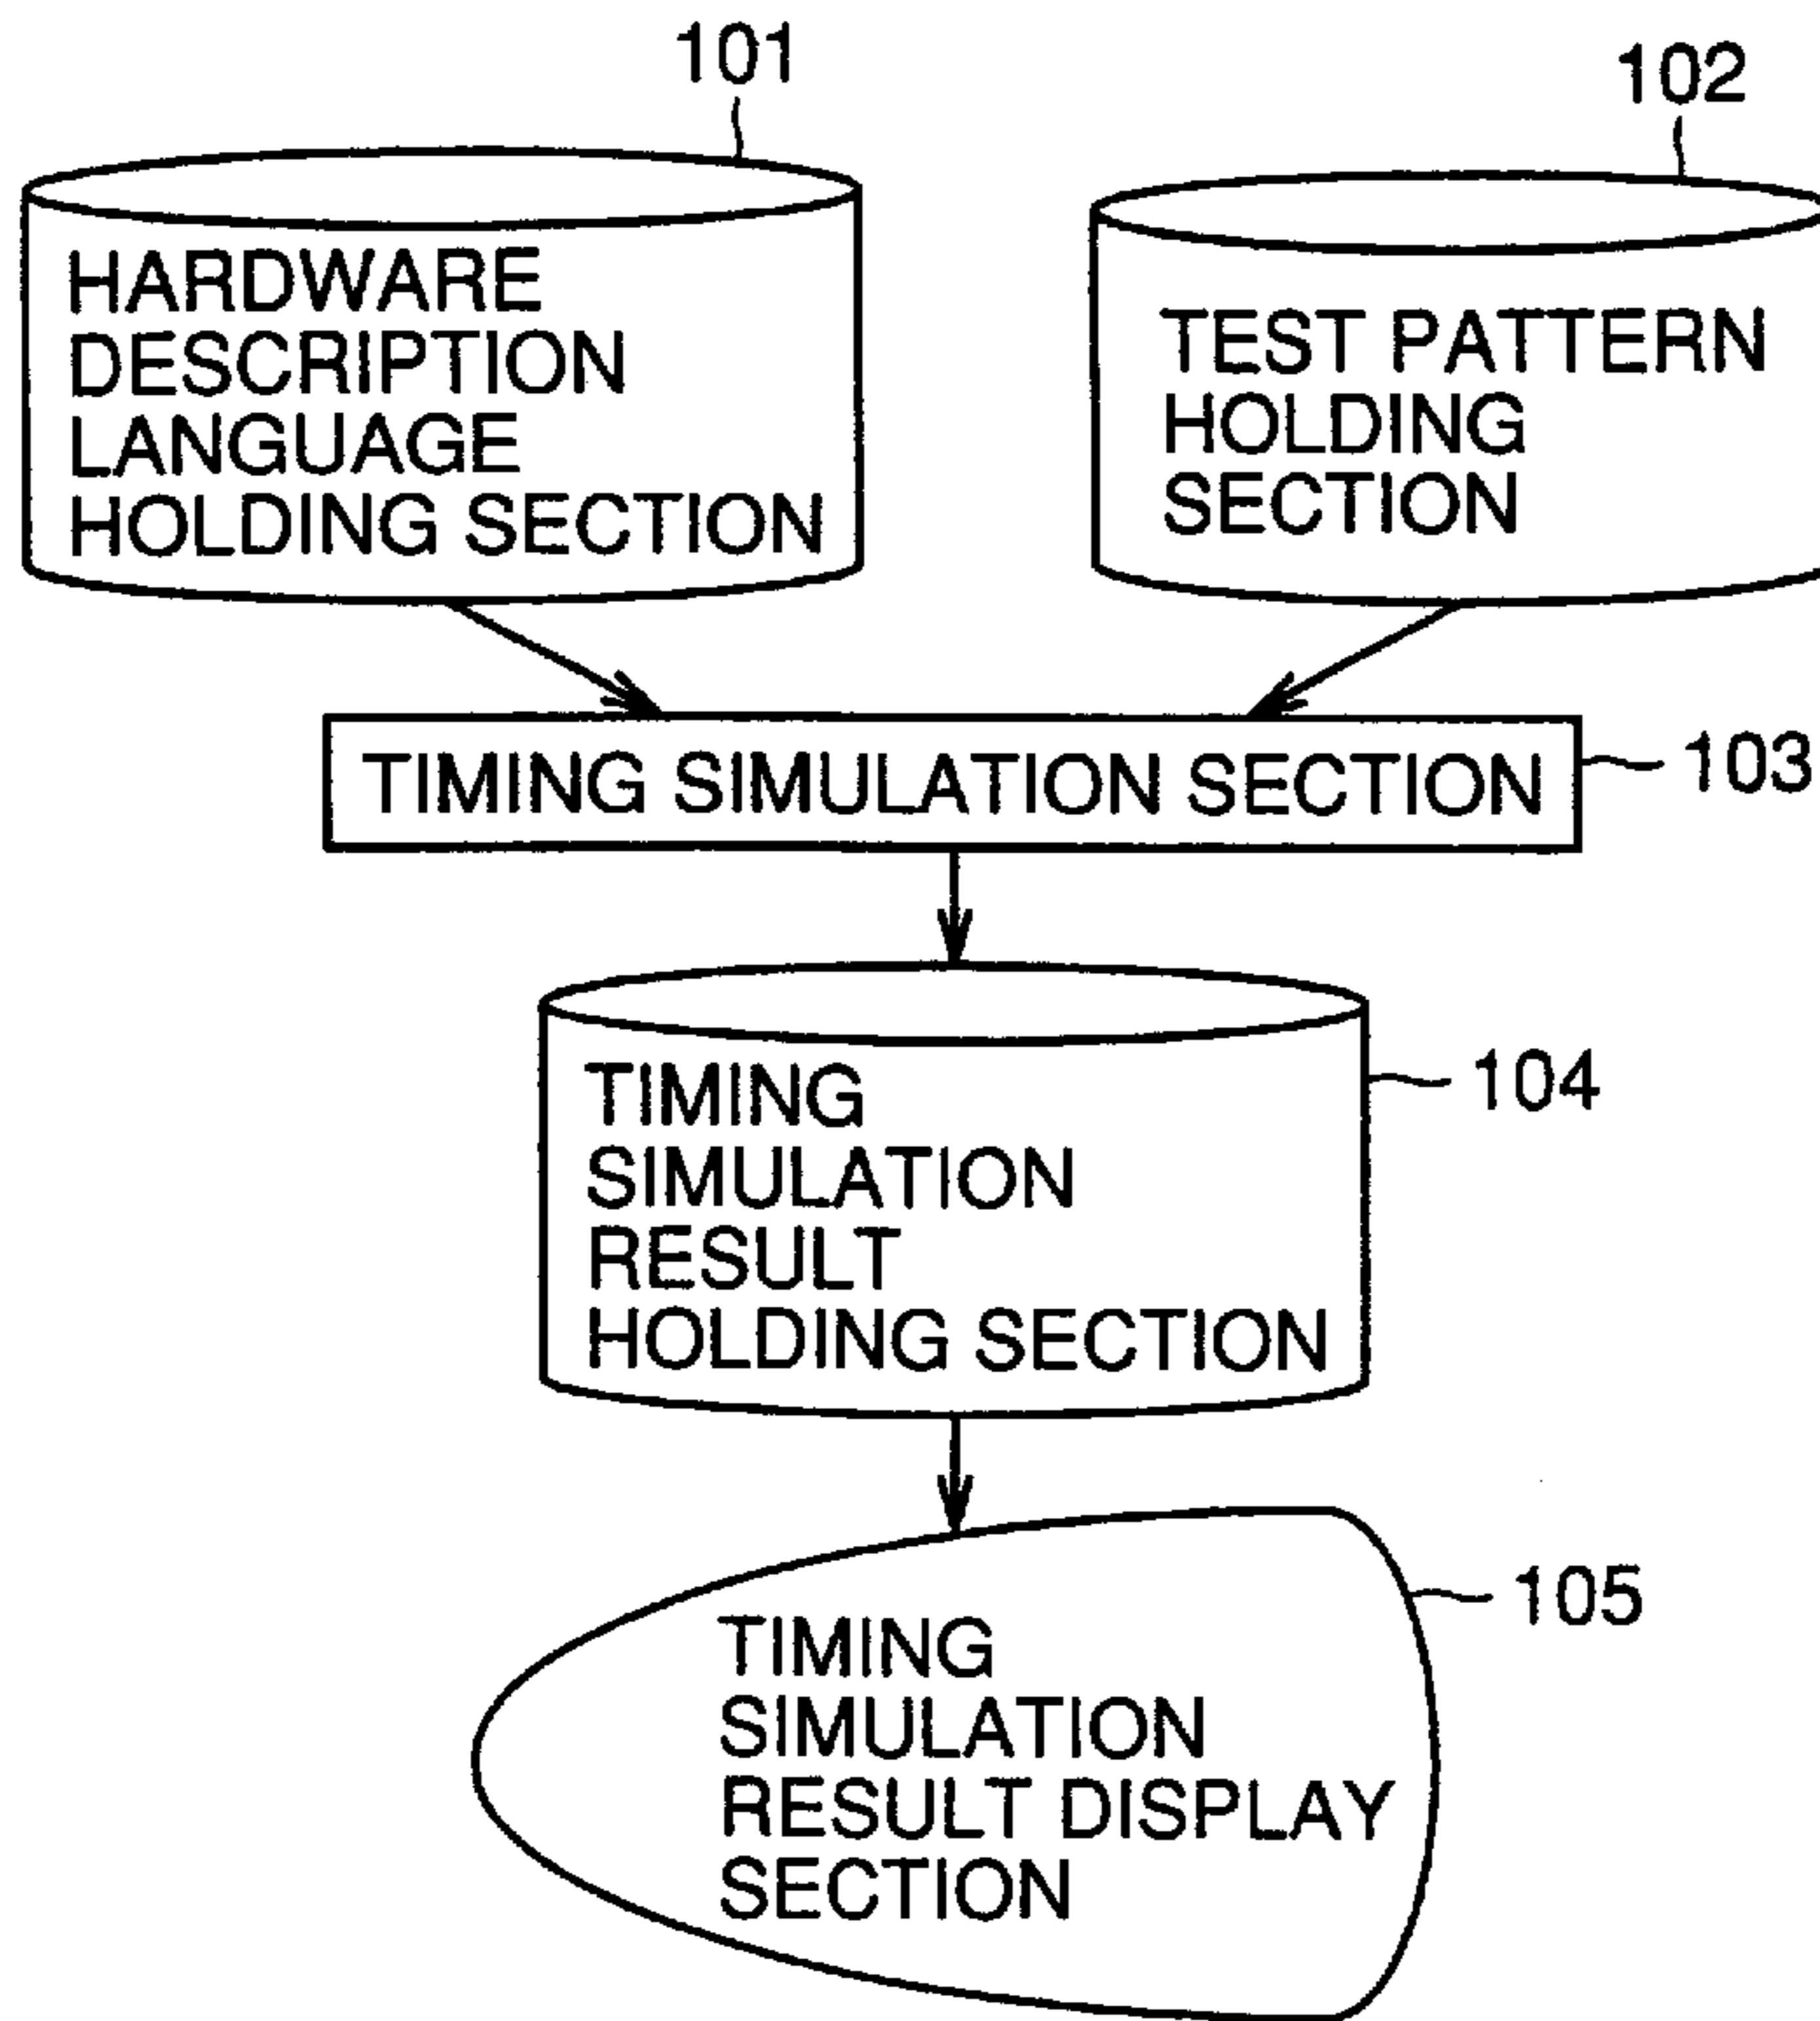 101
102
HARDWARE
DESCRIPTION
LANGUAGE
HOLDING SECTION
TEST PATTERN
HOLDING
SECTION
TIMING SIMULATION SECTION
103
TIMING
SIMULATION
RESULT
HOLDING SECTION
104
TIMING
SIMULATION
RESULT DISPLAY
SECTION
105